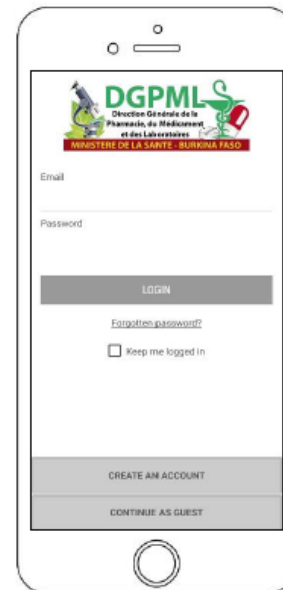 DGPML
Direction Générale de la
Pharmacie, du Médicament
et des Laboratoires
MINISTERE DE LA SANTE - BURKINA FASO
Email
Password
LOGIN
Forgotten password?
Keep me logged in
CREATE AN ACCOUNT
CONTINUE AS GUEST